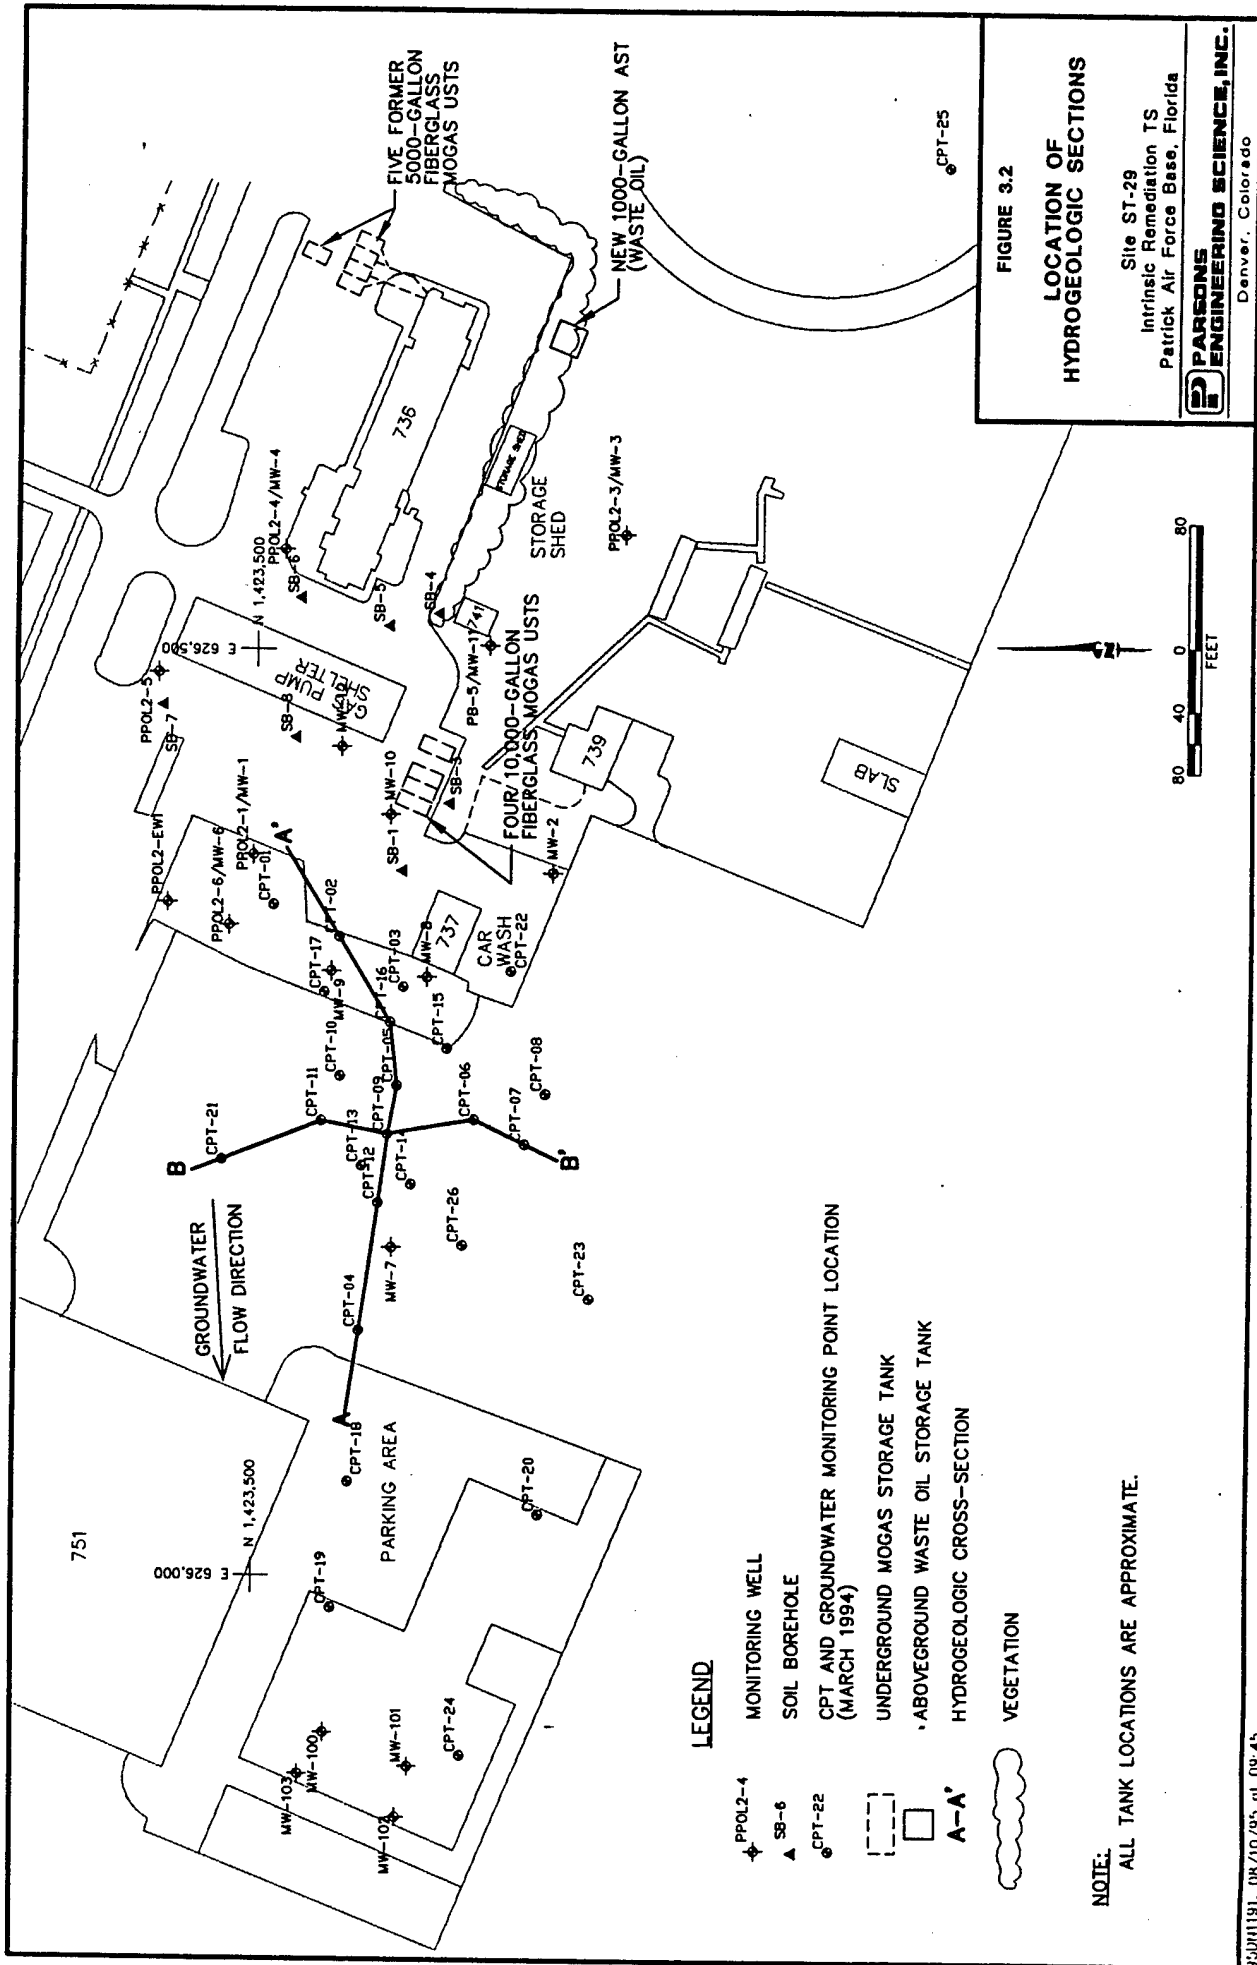 751
E 626,000
N 1,423,500
GROUNDWATER
FLOW DIRECTION
B
CPT-21
PPOL2-EW1
PPOL2-6/MW-6
PPOL2-1/MW-1
CPT-01
A'
PPOL2-5
SB-7
E 626,500
N 1,423,500
PPOL2-4/MW-4
SB-6
GAS
PUMP
SHELTER
SB-8
736
FIVE FORMER
5000-GALLON
FIBERGLASS
MOGAS USTS
MW-103
MW-100
MW-101
MW-102
CPT-24
CPT-19
CPT-18
A
PARKING AREA
CPT-20
CPT-04
MW-7
CPT-12
CPT-13
CPT-14
CPT-09
CPT-05
CPT-11
CPT-10
CPT-17
MW-9
CPT-02
CPT-16
CPT-03
MW-8
CPT-15
CPT-06
CPT-07
B'
CPT-08
CPT-26
CPT-23
737
CAR
WASH
CPT-22
SB-1
MW-10
SB-3
SB-5
SB-4
741
PB-5/MW-11
FOUR 10,000-GALLON
FIBERGLASS MOGAS USTS
MW-2
739
SLAB
STORAGE SHED
STORAGE
SHED
PPOL2-3/MW-3
NEW 1000-GALLON AST
(WASTE OIL)
CPT-25
LEGEND
PPOL2-4
MONITORING WELL
SB-6
SOIL BOREHOLE
CPT-22
CPT AND GROUNDWATER MONITORING POINT LOCATION
(MARCH 1994)
UNDERGROUND MOGAS STORAGE TANK
ABOVEGROUND WASTE OIL STORAGE TANK
A-A'
HYDROGEOLOGIC CROSS-SECTION
VEGETATION
NOTE:
ALL TANK LOCATIONS ARE APPROXIMATE.
N
80
40
0
80
FEET
FIGURE 3.2
LOCATION OF
HYDROGEOLOGIC SECTIONS
Site ST-29
Intrinsic Remediation TS
Patrick Air Force Base, Florida
PARSONS
ENGINEERING SCIENCE, INC.
Denver, Colorado